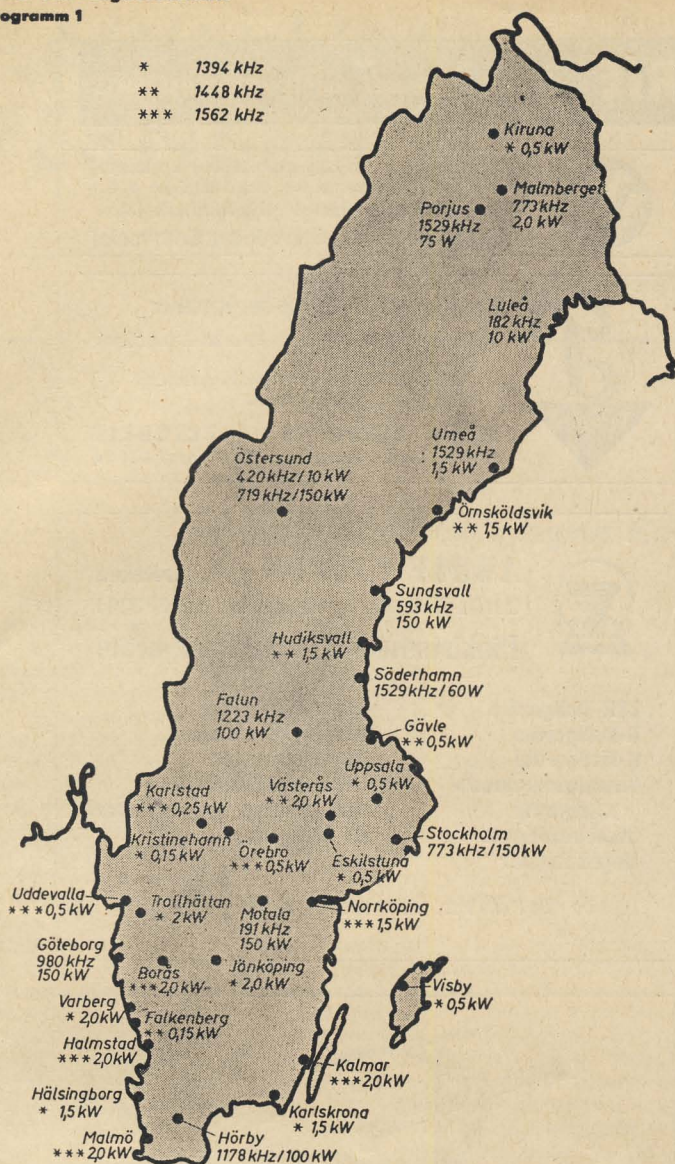 Programm 1
* 1394 kHz
** 1448 kHz
*** 1562 kHz
Kiruna
* 0,5 kW
Malmberget
773 kHz
2,0 kW
Porjus
1529 kHz
75 W
Luleå
182 kHz
10 kW
Umeå
1529 kHz
1,5 kW
Östersund
420 kHz/10 kW
719 kHz/150 kW
Örnsköldsvik
** 1,5 kW
Sundsvall
593 kHz
150 kW
Hudiksvall
** 1,5 kW
Söderhamn
1529 kHz/60 W
Falun
1223 kHz
100 kW
Gävle
** 0,5 kW
Uppsala
* 0,5 kW
Karlstad
*** 0,25 kW
Västerås
** 2,0 kW
Kristinehamn
* 0,15 kW
Örebro
*** 0,5 kW
Eskilstuna
* 0,5 kW
Stockholm
773 kHz/150 kW
Uddevalla
*** 0,5 kW
Trollhättan
* 2 kW
Motala
191 kHz
150 kW
Norrköping
*** 1,5 kW
Göteborg
980 kHz
150 kW
Borås
*** 2,0 kW
Jönköping
* 2,0 kW
Visby
* 0,5 kW
Varberg
* 2,0 kW
Falkenberg
** 0,15 kW
Halmstad
*** 2,0 kW
Kalmar
*** 2,0 kW
Hälsingborg
* 1,5 kW
Karlskrona
* 1,5 kW
Malmö
*** 2,0 kW
Hörby
1178 kHz/100 kW